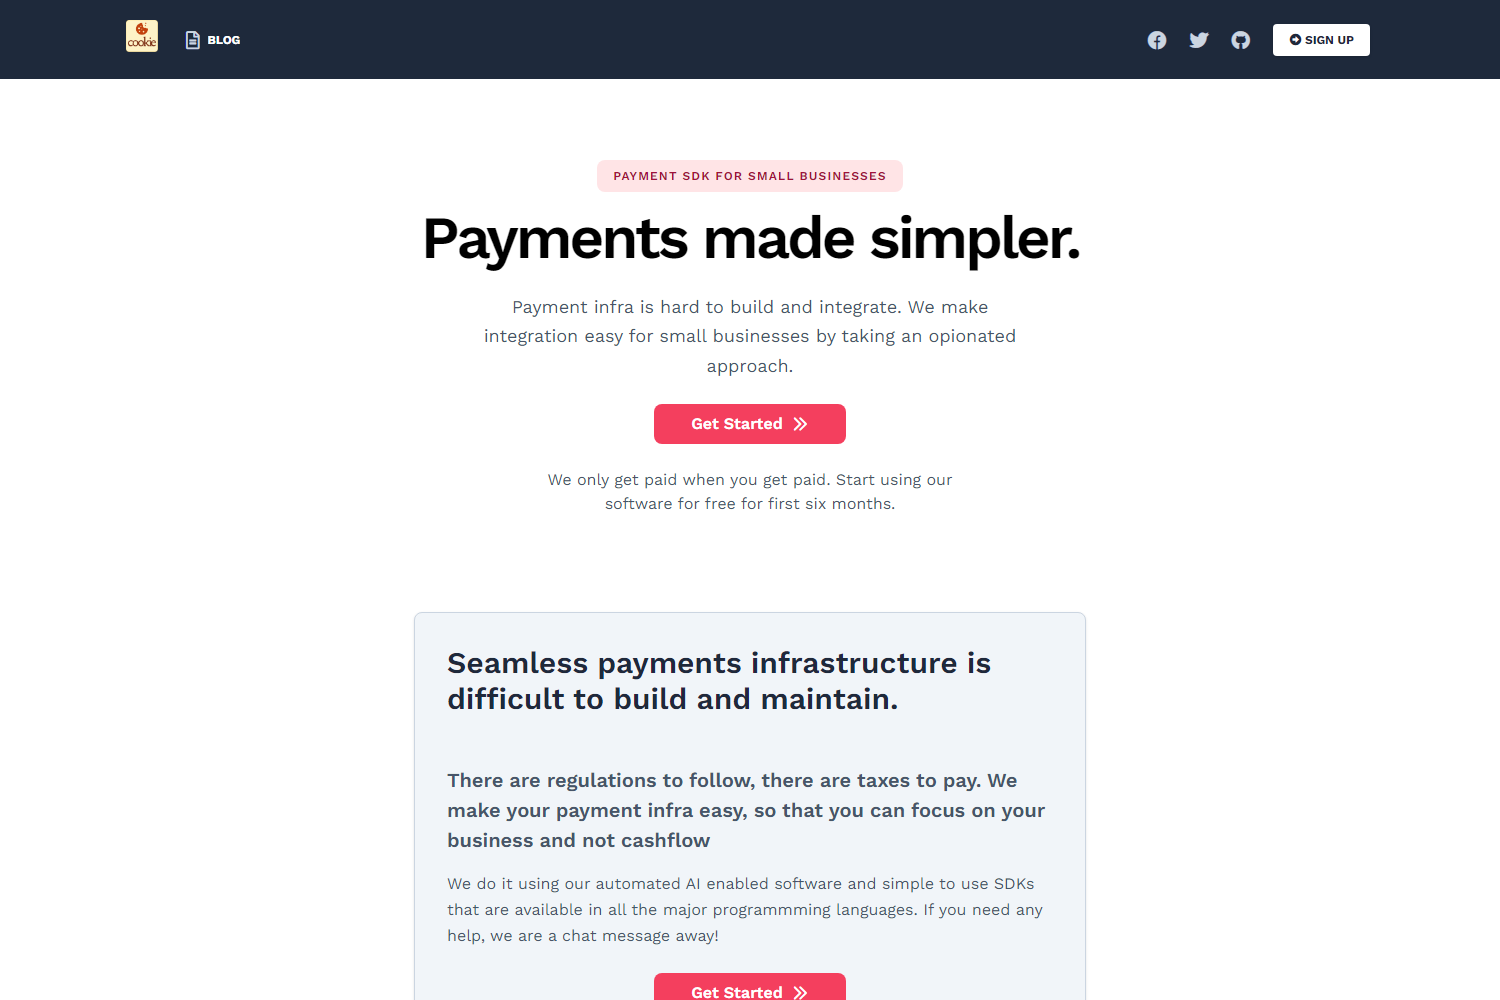 cookie
BLOG
SIGN UP
PAYMENT SDK FOR SMALL BUSINESSES
Payments made simpler.
Payment infra is hard to build and integrate. We make
integration easy for small businesses by taking an opionated
approach.
Get Started
We only get paid when you get paid. Start using our
software for free for first six months.
Seamless payments infrastructure is
difficult to build and maintain.
There are regulations to follow, there are taxes to pay. We
make your payment infra easy, so that you can focus on your
business and not cashflow
We do it using our automated AI enabled software and simple to use SDKs
that are available in all the major programmming languages. If you need any
help, we are a chat message away!
Get Started